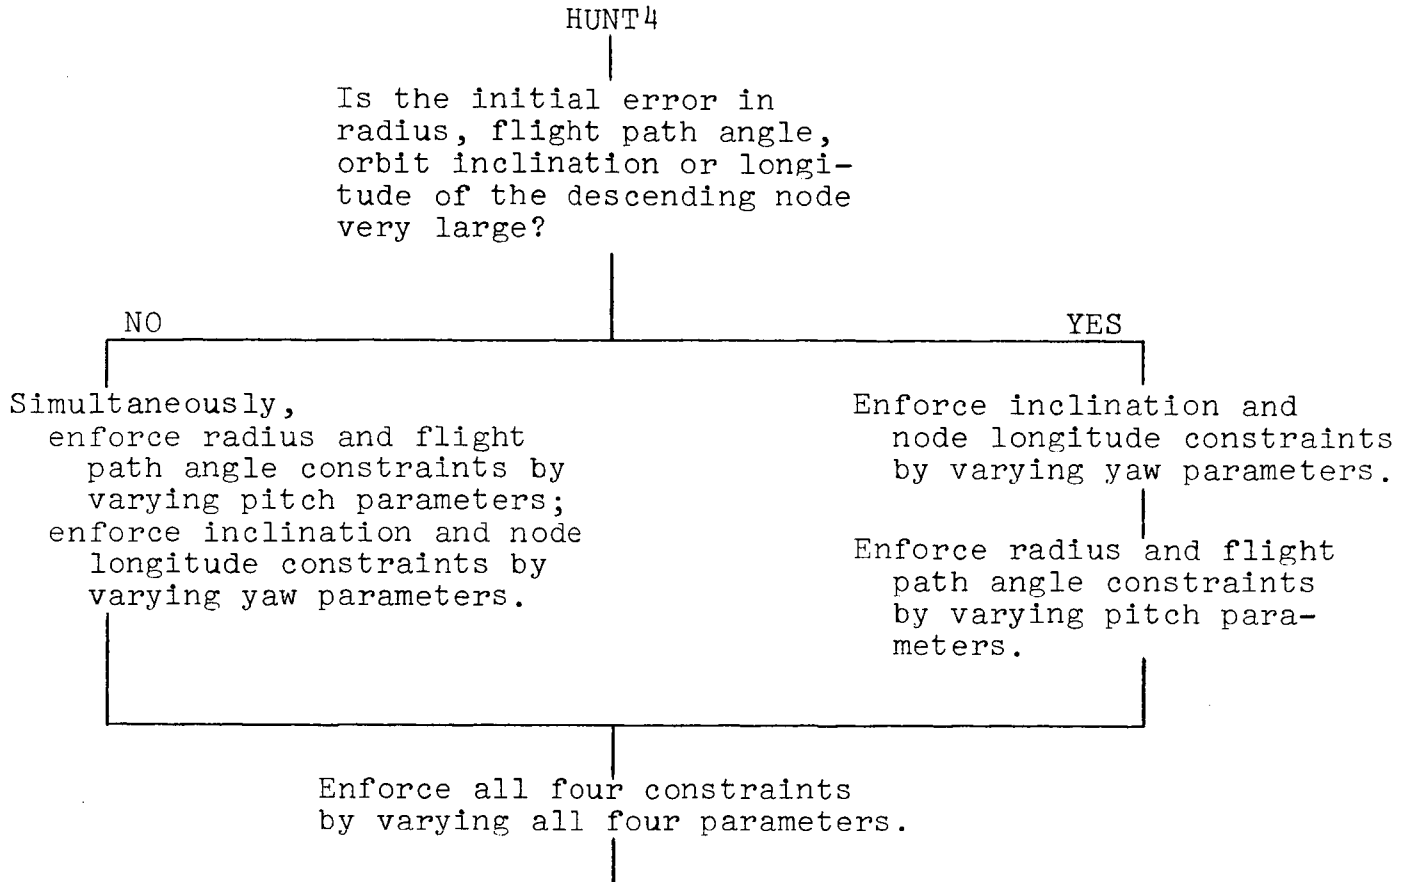 HUNT4
Is the initial error in
radius, flight path angle,
orbit inclination or longi-
tude of the descending node
very large?
NO
YES
Simultaneously,
enforce radius and flight
path angle constraints by
varying pitch parameters;
enforce inclination and node
longitude constraints by
varying yaw parameters.
Enforce inclination and
node longitude constraints
by varying yaw parameters.
Enforce radius and flight
path angle constraints
by varying pitch para-
meters.
Enforce all four constraints
by varying all four parameters.